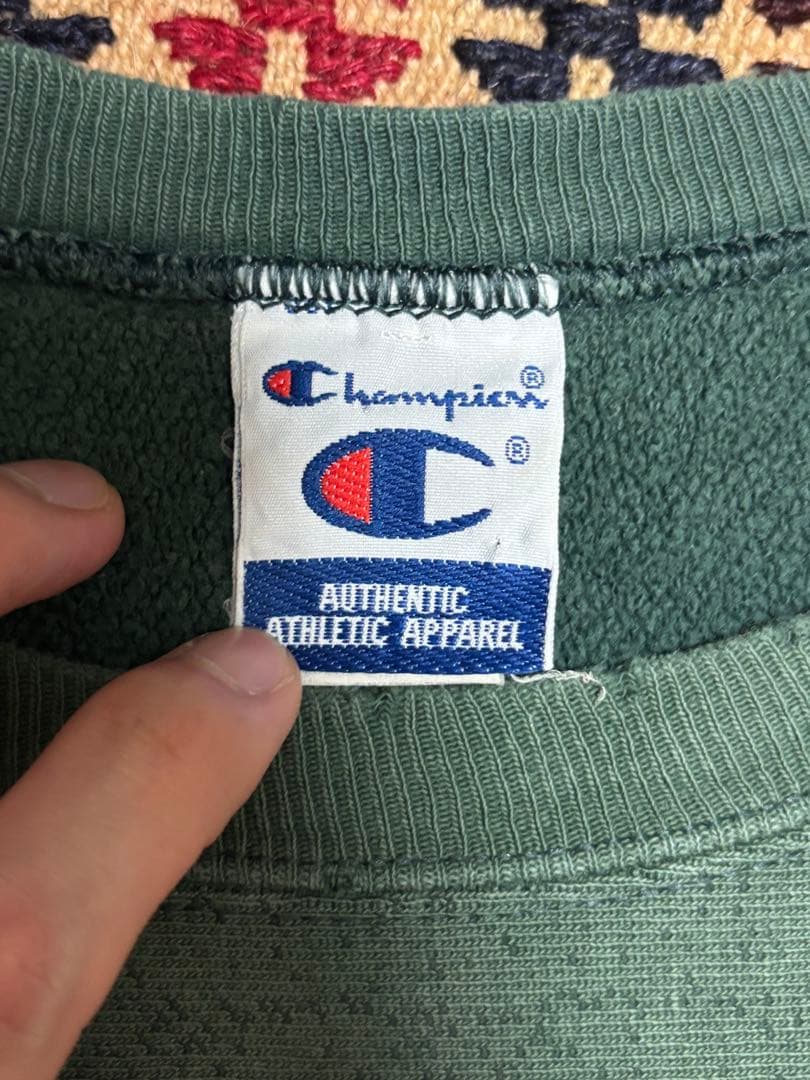 Champion®
®
AUTHENTIC
ATHLETIC APPAREL